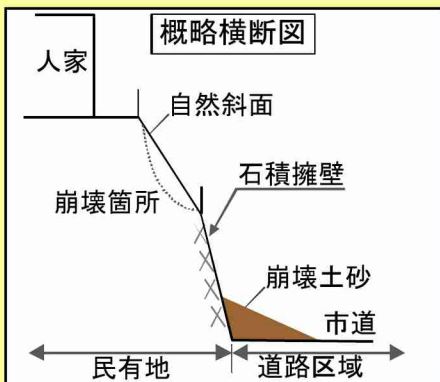 概略横断図
人家
自然斜面
石積擁壁
崩壊箇所
崩壊土砂
市道
民有地
道路区域